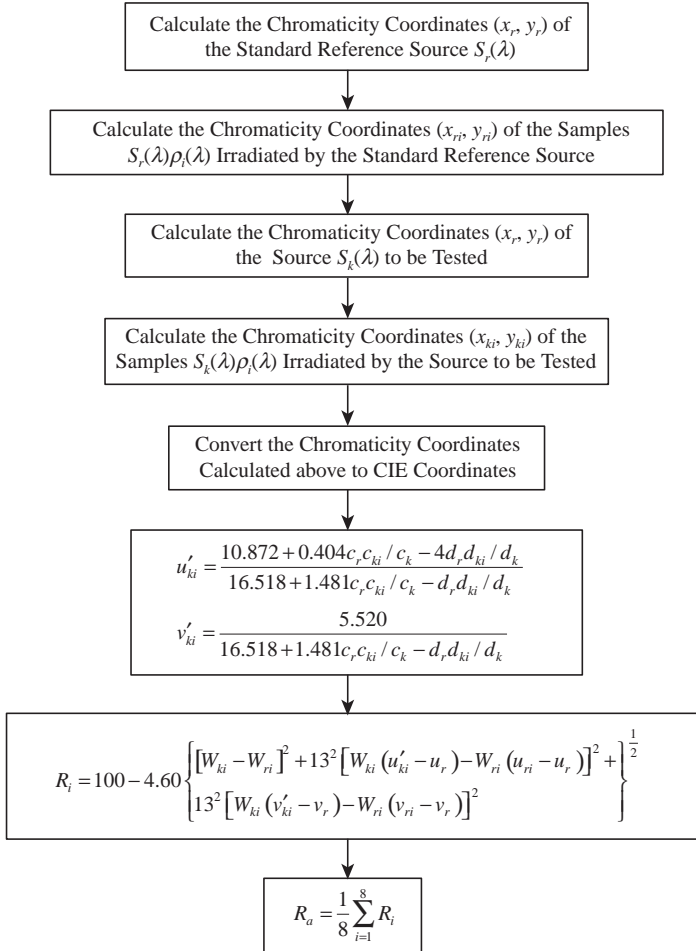 Calculate the Chromaticity Coordinates (x_r, y_r) of
the Standard Reference Source S_r(λ)
Calculate the Chromaticity Coordinates (x_ri, y_ri) of the Samples
S_r(λ)ρ_i(λ) Irradiated by the Standard Reference Source
Calculate the Chromaticity Coordinates (x_r, y_r) of
the Source S_k(λ) to be Tested
Calculate the Chromaticity Coordinates (x_ki, y_ki) of the
Samples S_k(λ)ρ_i(λ) Irradiated by the Source to be Tested
Convert the Chromaticity Coordinates
Calculated above to CIE Coordinates
u'_ki = (10.872 + 0.404c_r c_ki / c_k − 4d_r d_ki / d_k) / (16.518 + 1.481c_r c_ki / c_k − d_r d_ki / d_k)
v'_ki = 5.520 / (16.518 + 1.481c_r c_ki / c_k − d_r d_ki / d_k)
R_i = 100 − 4.60 { [W_ki − W_ri]^2 + 13^2 [W_ki (u'_ki − u_r) − W_ri (u_ri − u_r)]^2 +
13^2 [W_ki (v'_ki − v_r) − W_ri (v_ri − v_r)]^2 }^(1/2)
R_a = 1/8 ∑_{i=1}^{8} R_i